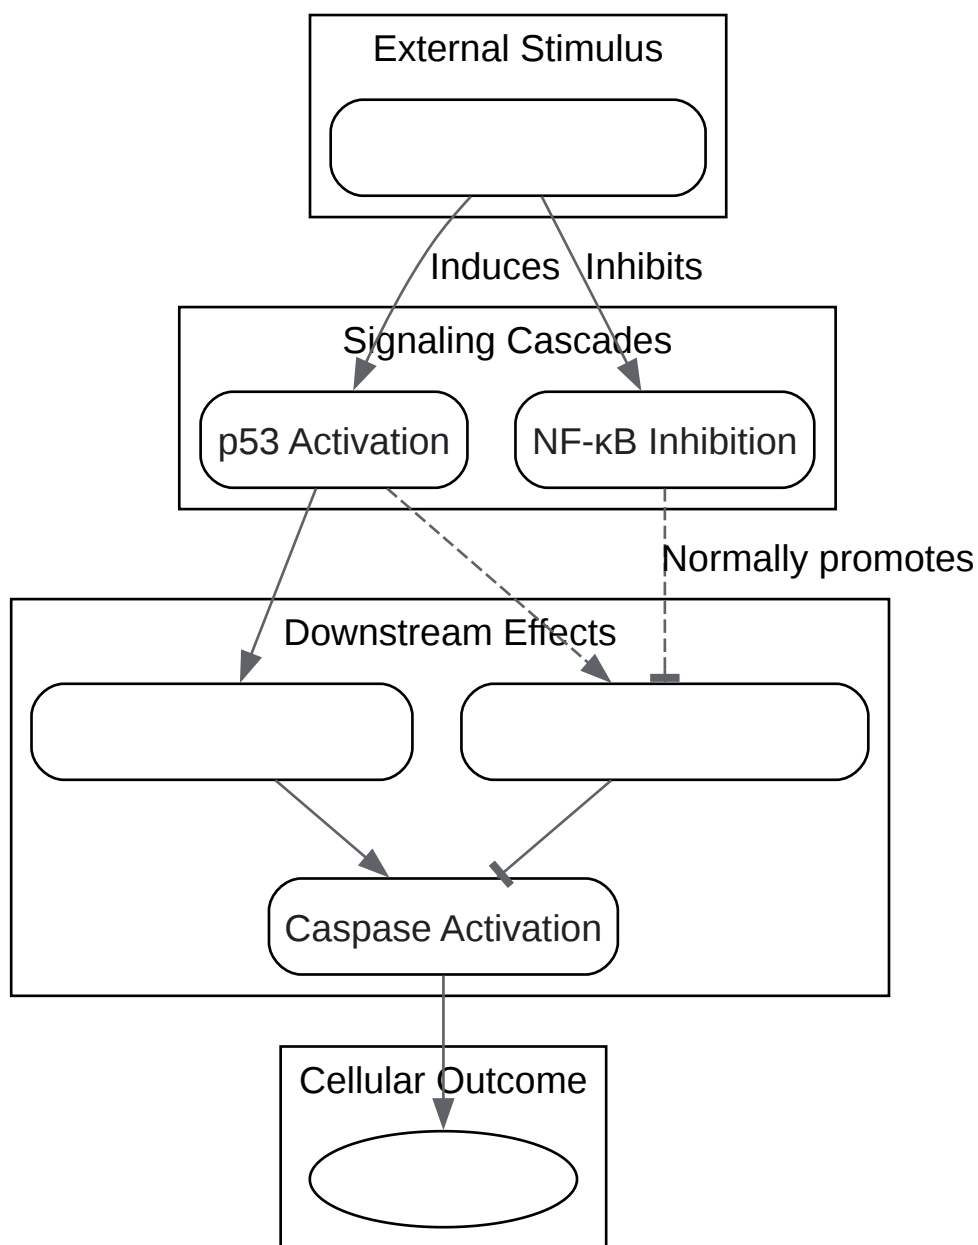 External Stimulus
Induces
Inhibits
Signaling Cascades
p53 Activation
NF-κB Inhibition
Normally promotes
Downstream Effects
Caspase Activation
Cellular Outcome